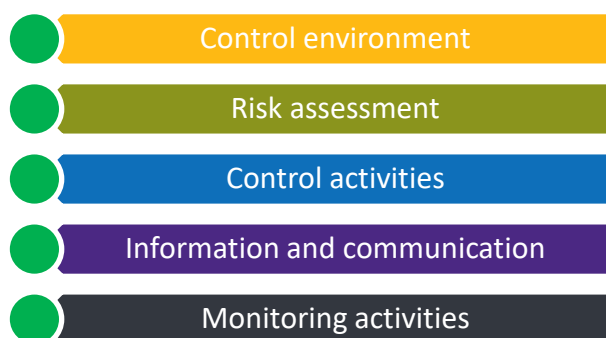 Control environment
Risk assessment
Control activities
Information and communication
Monitoring activities